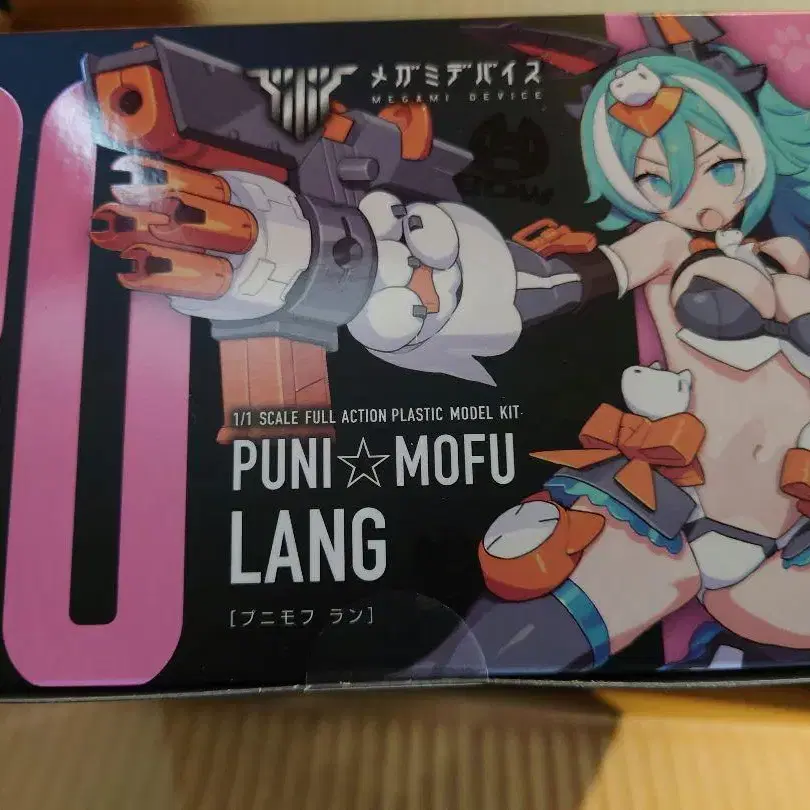 メガミデバイス
MEGAMI DEVICE
1/1 SCALE FULL ACTION PLASTIC MODEL KIT
PUNI☆MOFU
LANG
[プニモフ ラン]